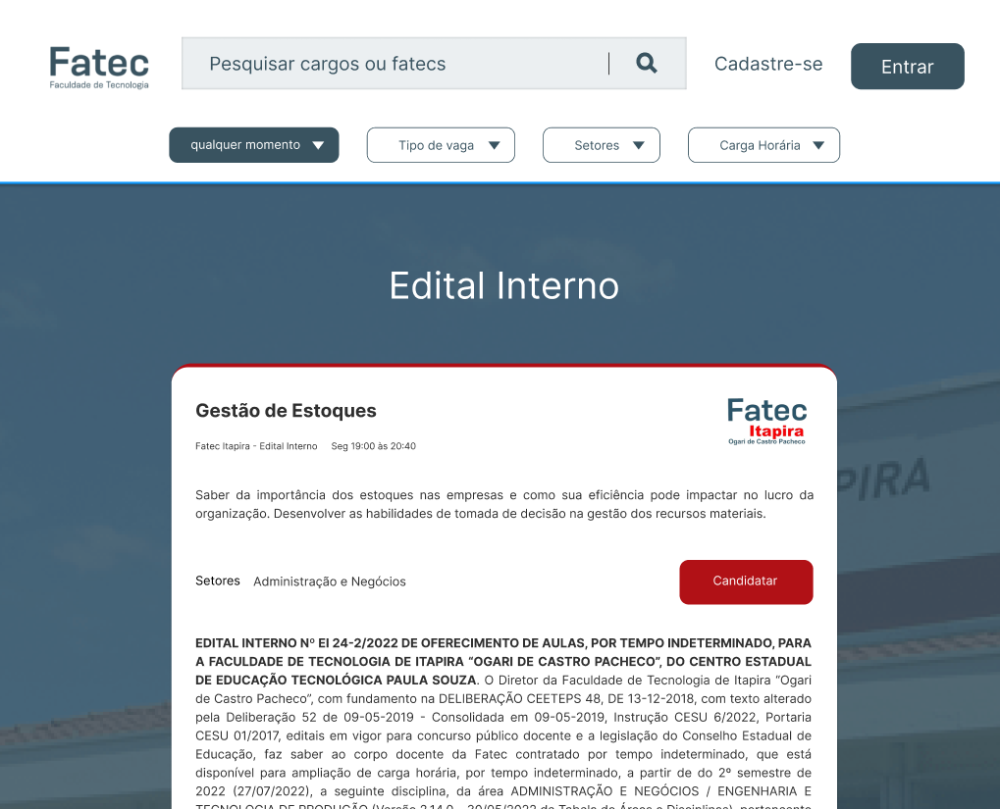 Fatec
Faculdade de Tecnologia
Pesquisar cargos ou fatecs
Cadastre-se
Entrar
qualquer momento
Tipo de vaga
Setores
Carga Horária
Edital Interno
Gestão de Estoques
Fatec
Itapira
Ogari de Castro Pacheco
Fatec Itapira - Edital Interno Seg 19:00 às 20:40
Saber da importância dos estoques nas empresas e como sua eficiência pode impactar no lucro da
organização. Desenvolver as habilidades de tomada de decisão na gestão dos recursos materiais.
PIRA
Setores Administração e Negócios
Candidatar
EDITAL INTERNO Nº EI 24-2/2022 DE OFERECIMENTO DE AULAS, POR TEMPO INDETERMINADO, PARA
A FACULDADE DE TECNOLOGIA DE ITAPIRA “OGARI DE CASTRO PACHECO”, DO CENTRO ESTADUAL
DE EDUCAÇÃO TECNOLÓGICA PAULA SOUZA. O Diretor da Faculdade de Tecnologia de Itapira “Ogari
de Castro Pacheco”, com fundamento na DELIBERAÇÃO CEETEPS 48, DE 13-12-2018, com texto alterado
pela Deliberação 52 de 09-05-2019 - Consolidada em 09-05-2019, Instrução CESU 6/2022, Portaria
CESU 01/2017, editais em vigor para concurso público docente e a legislação do Conselho Estadual de
Educação, faz saber ao corpo docente da Fatec contratado por tempo indeterminado, que está
disponível para ampliação de carga horária, por tempo indeterminado, a partir de do 2º semestre de
2022 (27/07/2022), a seguinte disciplina, da área ADMINISTRAÇÃO E NEGÓCIOS / ENGENHARIA E
TECNOLOGIA DE PRODUÇÃO (Versão 2.14.0 – 30/05/2022 da Tabela de Áreas e Disciplinas), pertencente